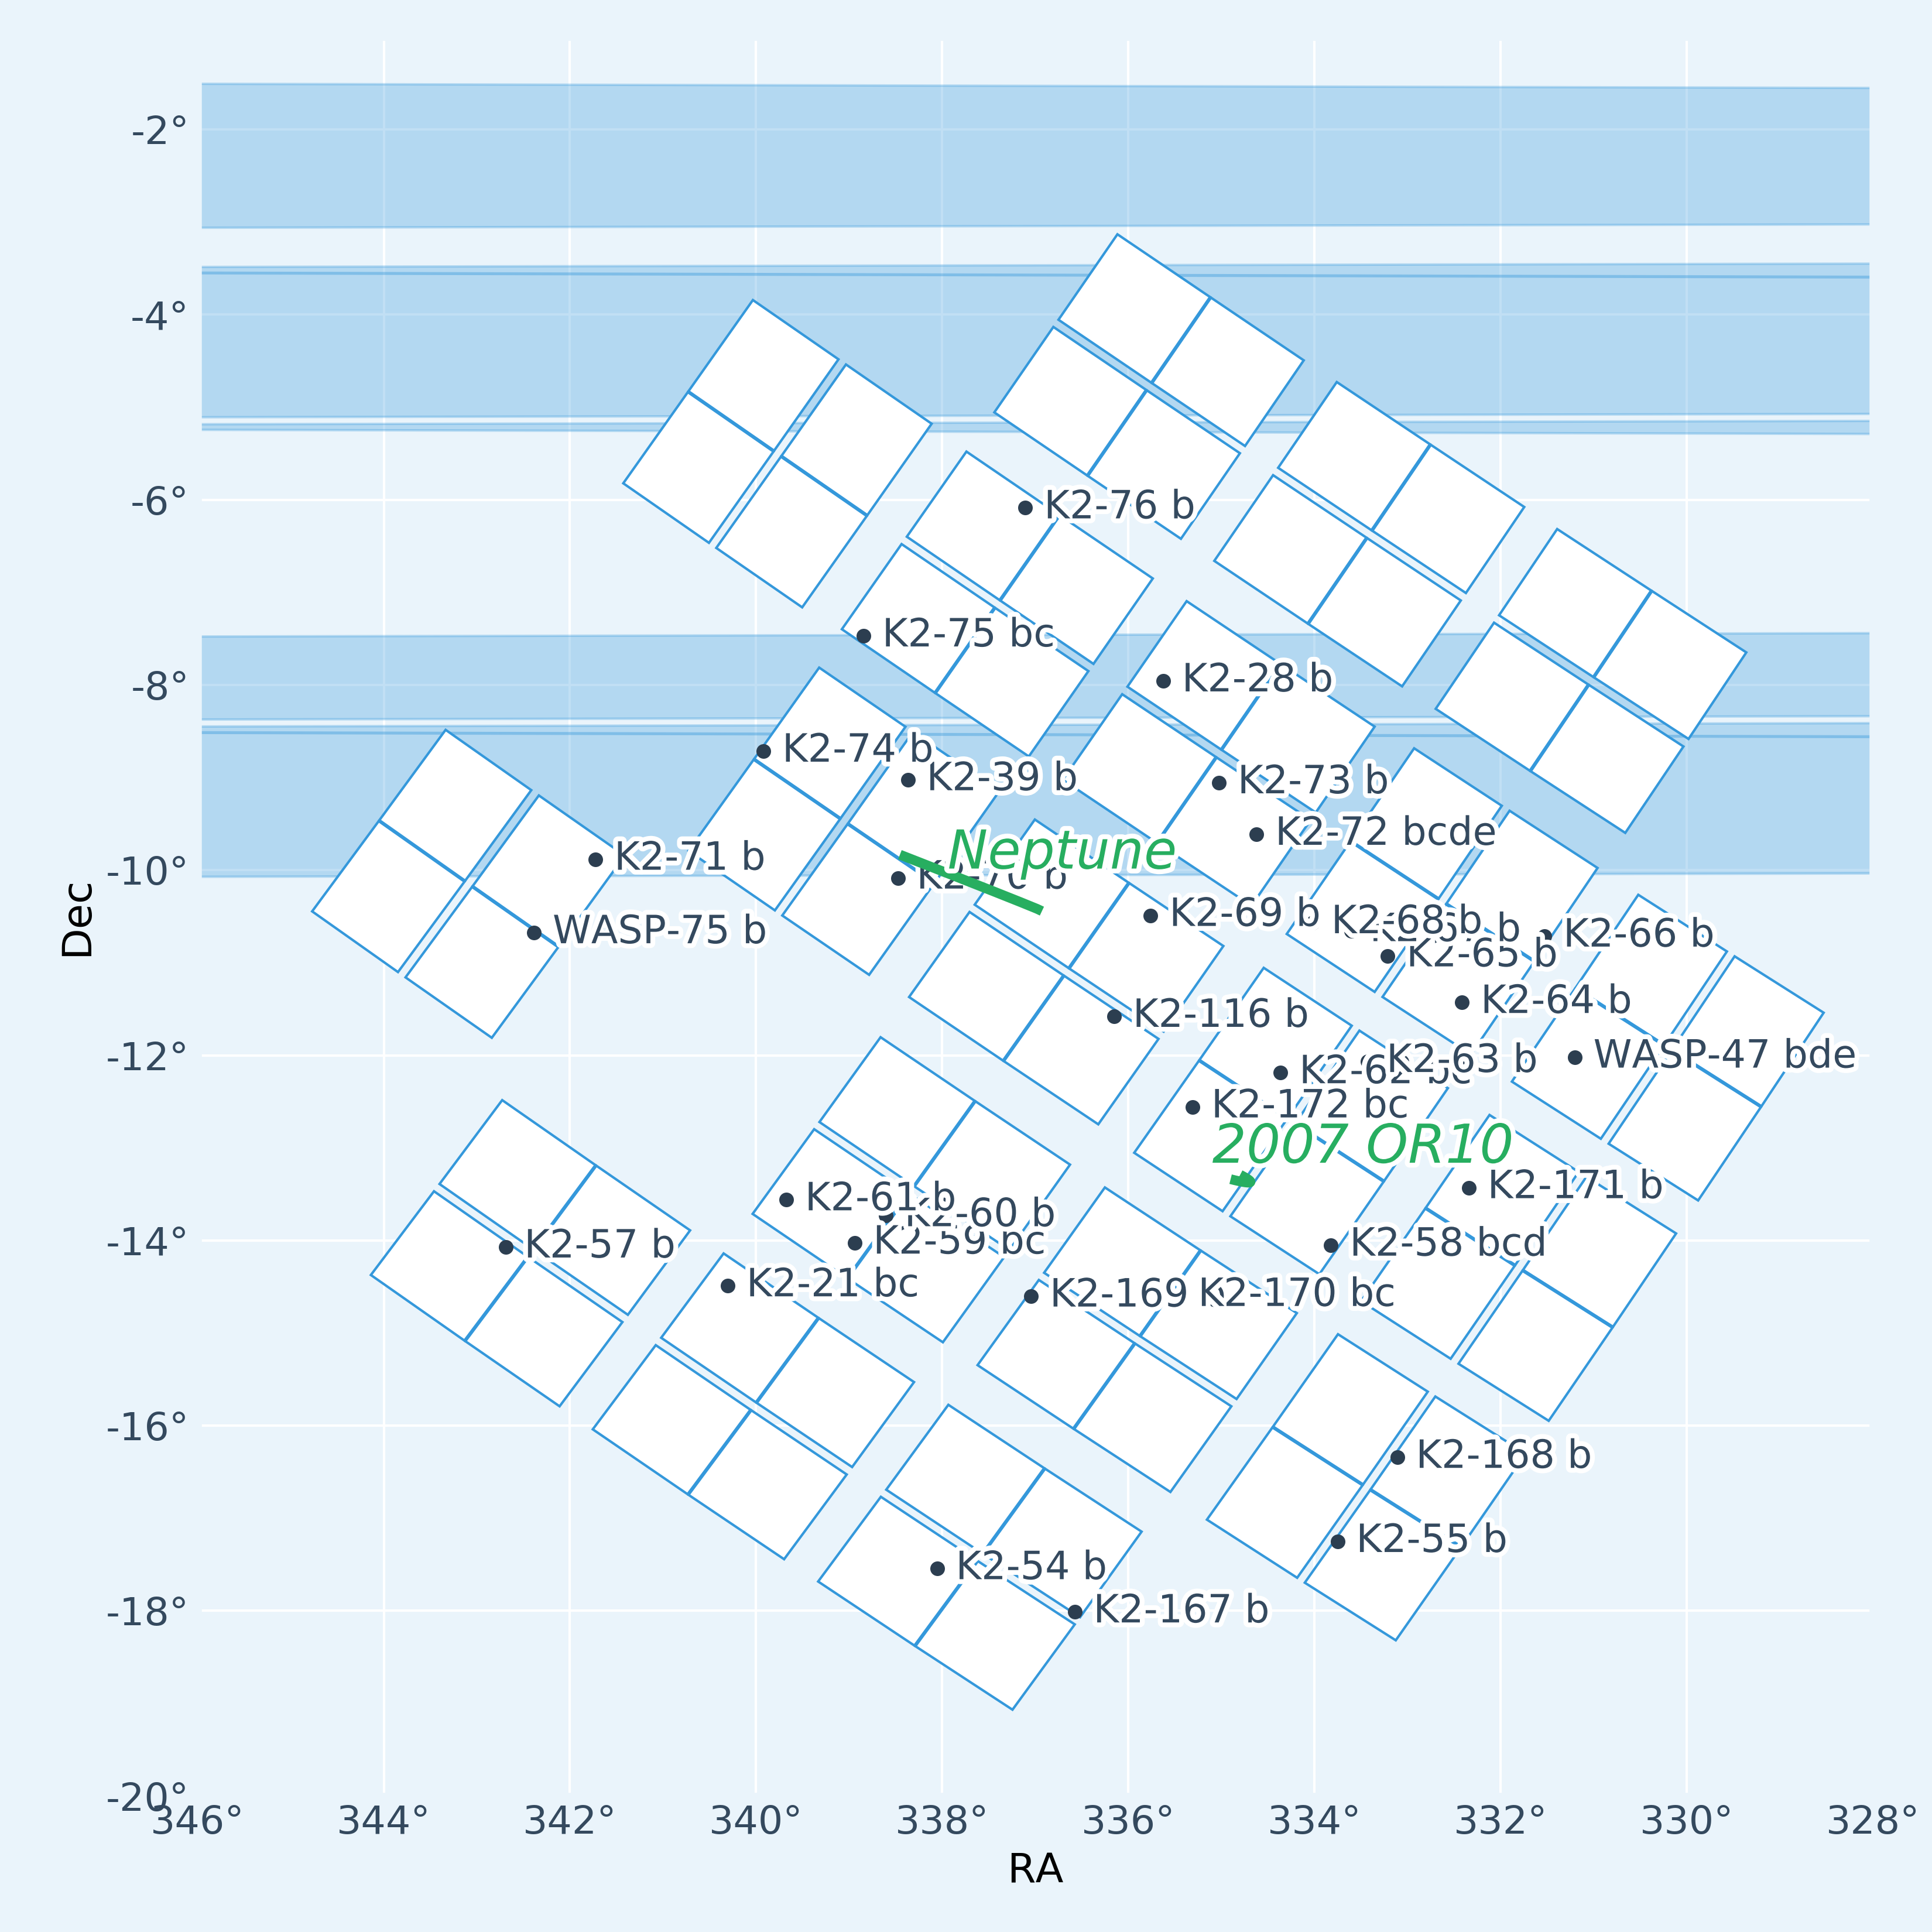 -2°
-4°
-6°
K2-76 b
K2-75 bc
-8°
K2-28 b
K2-74 b
K2-39 b
K2-73 b
K2-72 bcde
Neptune
K2-71 b
-10°
K2-69 b
K2-68 b
WASP-75 b
K2-66 b
K2-65 b
K2-64 b
K2-116 b
-12°
K2-62 bc
K2-63 b
WASP-47 bde
K2-172 bc
2007 OR10
K2-171 b
K2-61 b
K2-60 b
-14°
K2-57 b
K2-59 bc
K2-58 bcd
K2-21 bc
K2-169
K2-170 bc
-16°
K2-168 b
K2-55 b
K2-54 b
-18°
K2-167 b
-20°
346°
344°
342°
340°
338°
336°
334°
332°
330°
328°
RA
Dec